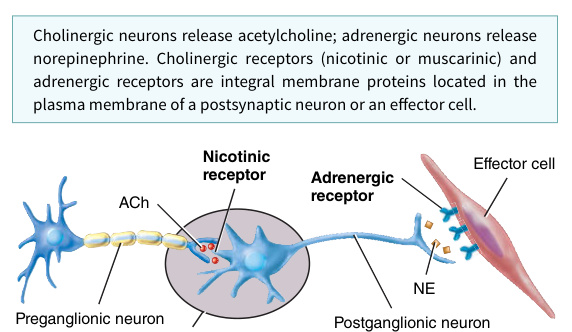 Cholinergic neurons release acetylcholine; adrenergic neurons release
norepinephrine. Cholinergic receptors (nicotinic or muscarinic) and
adrenergic receptors are integral membrane proteins located in the
plasma membrane of a postsynaptic neuron or an effector cell.
Nicotinic
receptor
Effector cell
Adrenergic
receptor
ACh
NE
Preganglionic neuron
Postganglionic neuron